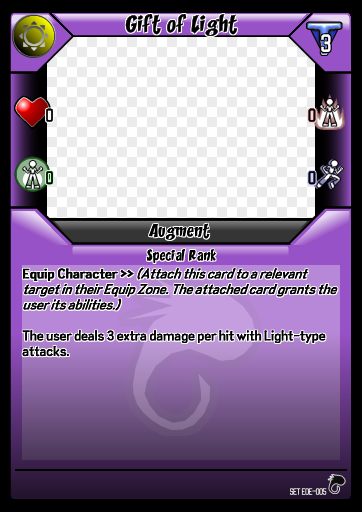 Gift of Light
3
0
0
0
0
Augment
Special Rank
Equip Character >> (Attach this card to a relevant
target in their Equip Zone. The attached card grants the
user its abilities.)
The user deals 3 extra damage per hit with Light-type
attacks.
SET EDE-005